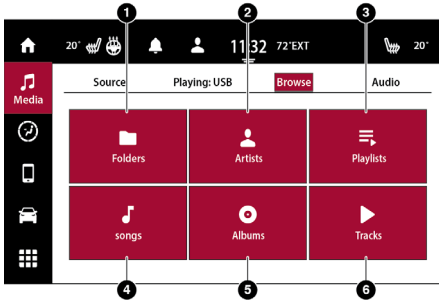 1 2 3
20° 11:32 72°EXT 20°
Media
Source Playing: USB Browse Audio
Folders Artists Playlists
songs Albums Tracks
4 5 6